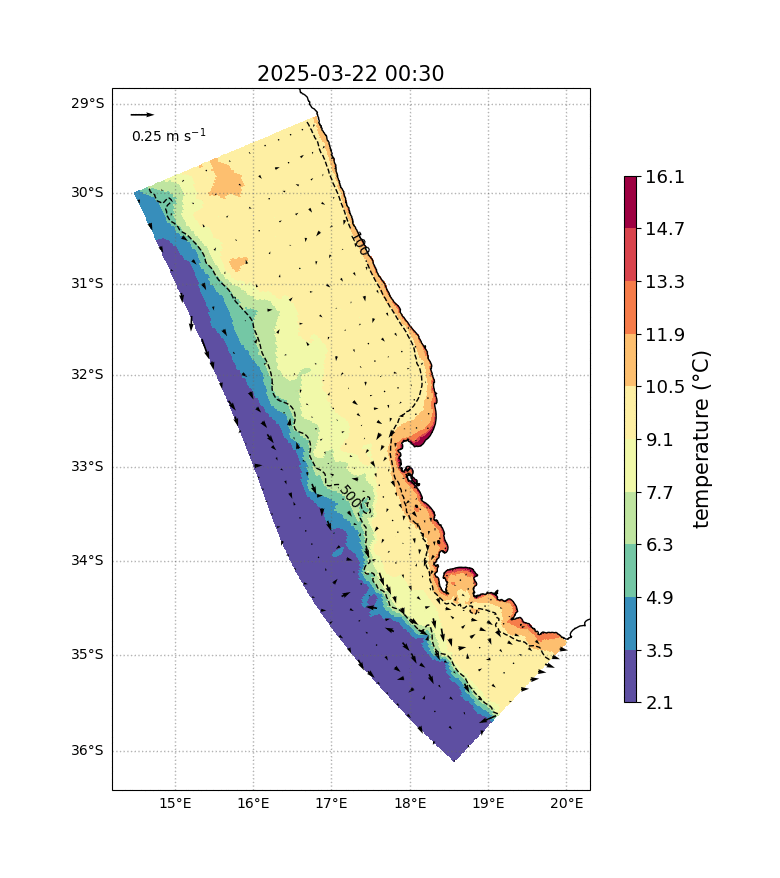 2025-03-22 00:30
0.25 m s⁻¹
29°S
30°S
31°S
32°S
33°S
34°S
35°S
36°S
100
500
15°E
16°E
17°E
18°E
19°E
20°E
16.1
14.7
13.3
11.9
10.5
9.1
7.7
6.3
4.9
3.5
2.1
temperature (°C)